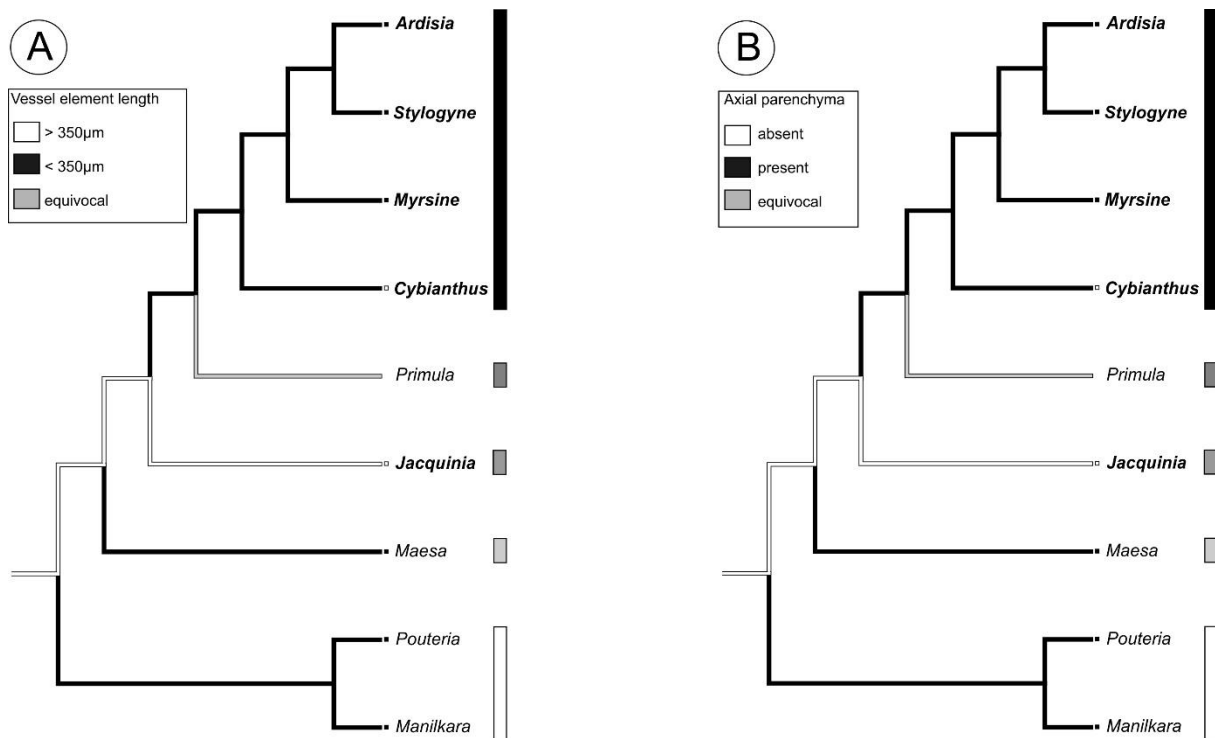 A
Vessel element length
> 350µm
< 350µm
equivocal
Ardisia
Stylogyne
Myrsine
Cybianthus
Primula
Jacquinia
Maesa
Pouteria
Manilkara
B
Axial parenchyma
absent
present
equivocal
Ardisia
Stylogyne
Myrsine
Cybianthus
Primula
Jacquinia
Maesa
Pouteria
Manilkara